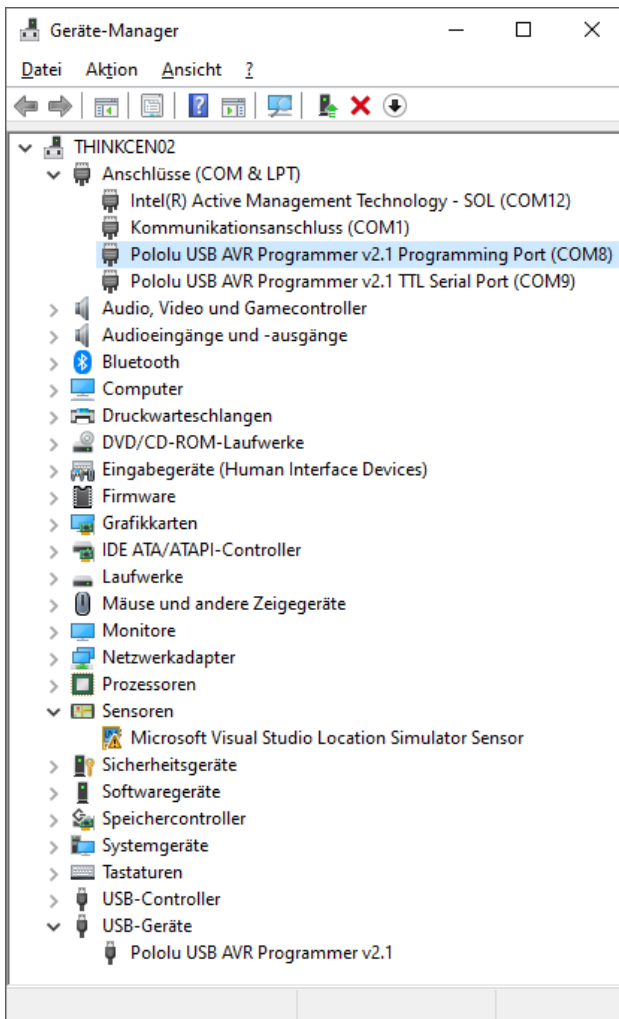 Geräte-Manager
Datei Aktion Ansicht ?
THINKCEN02
Anschlüsse (COM & LPT)
Intel(R) Active Management Technology - SOL (COM12)
Kommunikationsanschluss (COM1)
Pololu USB AVR Programmer v2.1 Programming Port (COM8)
Pololu USB AVR Programmer v2.1 TTL Serial Port (COM9)
Audio, Video und Gamecontroller
Audioeingänge und -ausgänge
Bluetooth
Computer
Druckwarteschlangen
DVD/CD-ROM-Laufwerke
Eingabegeräte (Human Interface Devices)
Firmware
Grafikkarten
IDE ATA/ATAPI-Controller
Laufwerke
Mäuse und andere Zeigegeräte
Monitore
Netzwerkadapter
Prozessoren
Sensoren
Microsoft Visual Studio Location Simulator Sensor
Sicherheitsgeräte
Softwaregeräte
Speichercontroller
Systemgeräte
Tastaturen
USB-Controller
USB-Geräte
Pololu USB AVR Programmer v2.1